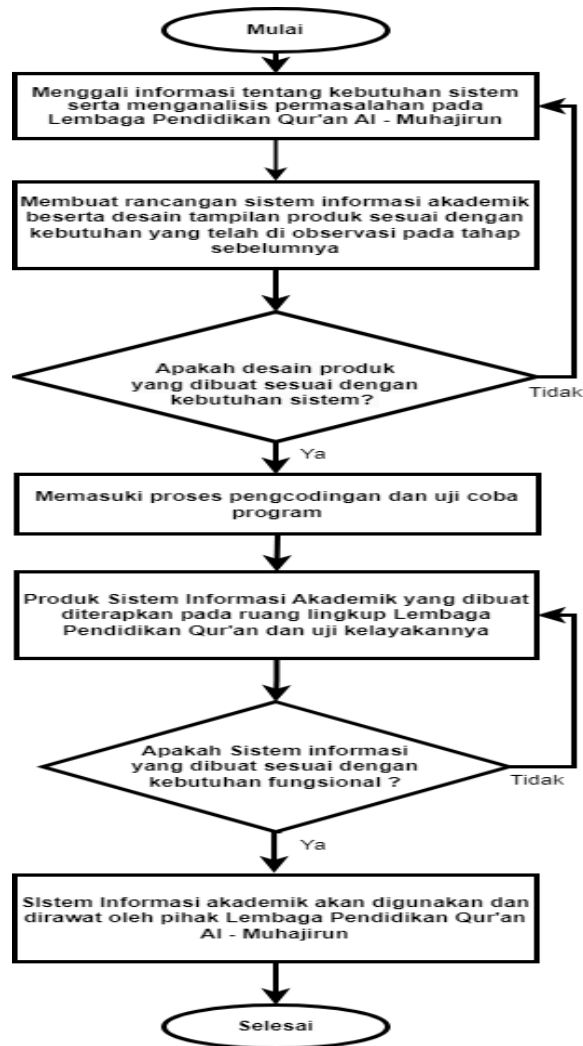 Mulai
Menggali informasi tentang kebutuhan sistem
serta menganalisis permasalahan pada
Lembaga Pendidikan Qur'an Al - Muhajirun
Membuat rancangan sistem informasi akademik
beserta desain tampilan produk sesuai dengan
kebutuhan yang telah di observasi pada tahap
sebelumnya
Apakah desain produk
yang dibuat sesuai dengan
kebutuhan sistem?
Tidak
Ya
Memasuki proses pengcodingan dan uji coba
program
Produk Sistem Informasi Akademik yang dibuat
diterapkan pada ruang lingkup Lembaga
Pendidikan Qur'an dan uji kelayakannya
Apakah Sistem informasi
yang dibuat sesuai dengan
kebutuhan fungsional ?
Tidak
Ya
SIstem Informasi akademik akan digunakan dan
dirawat oleh pihak Lembaga Pendidikan Qur'an
Al - Muhajirun
Selesai